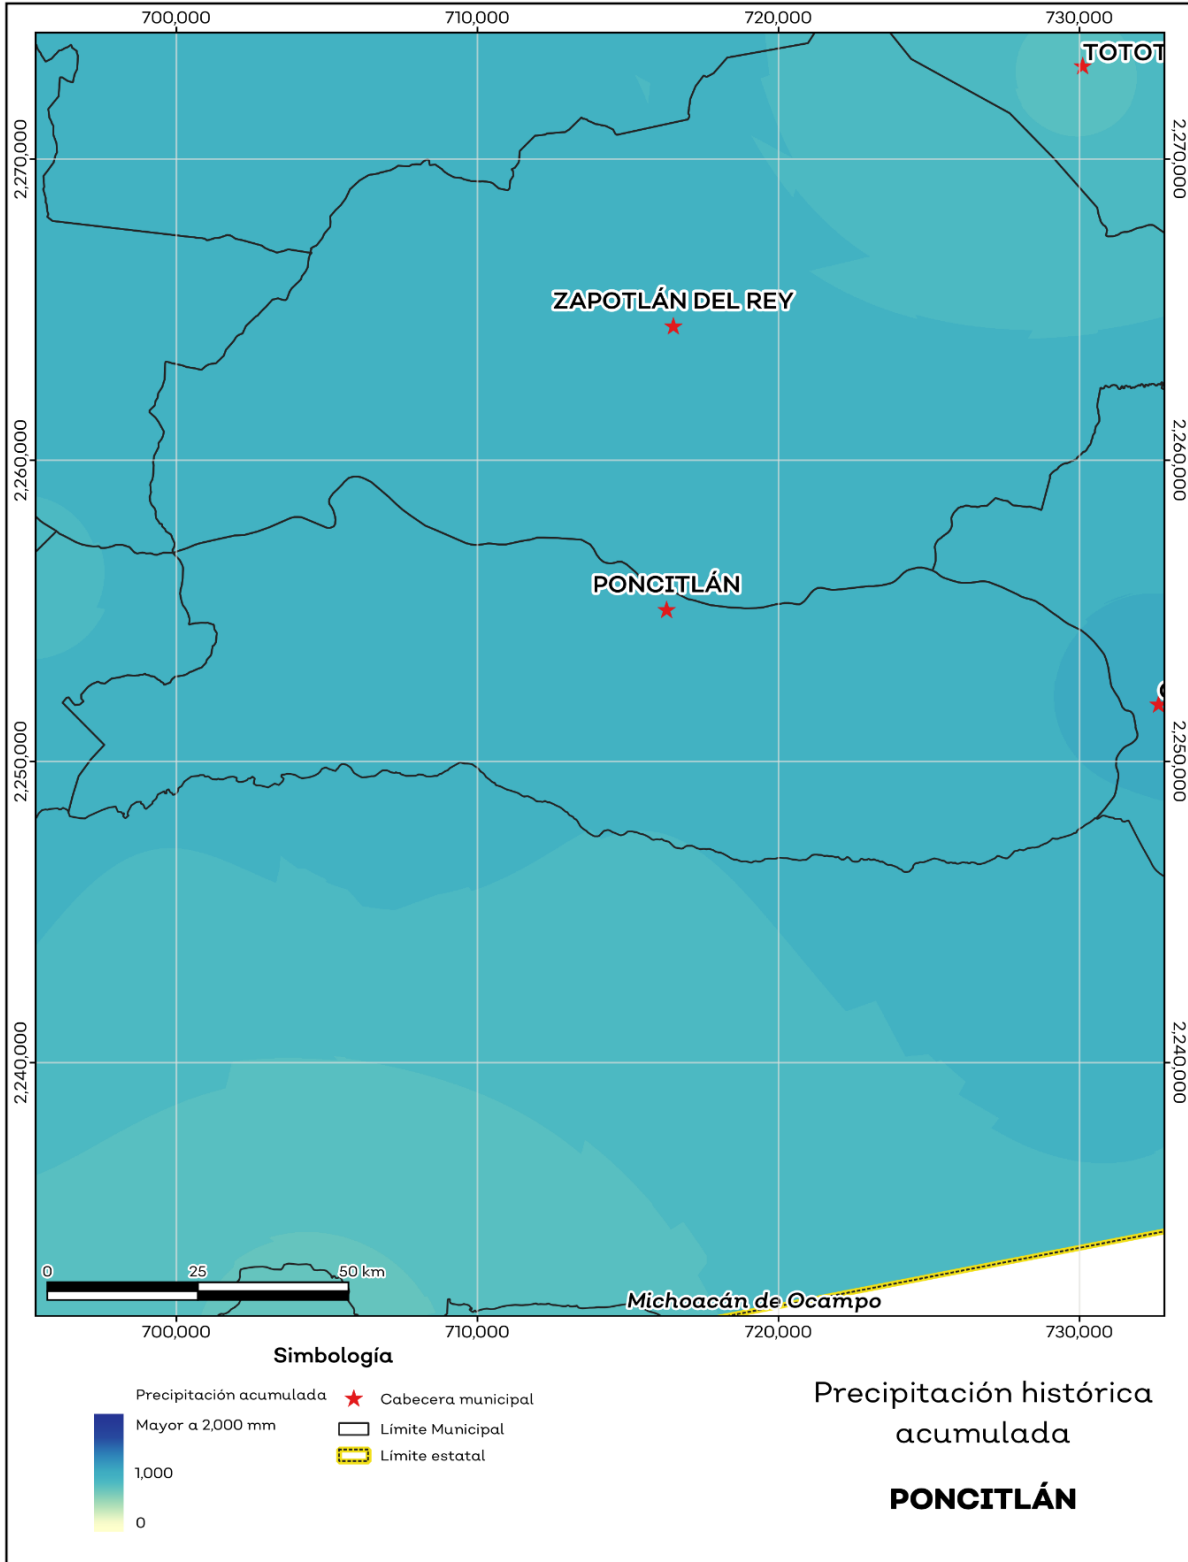 700,000
710,000
720,000
730,000
TOTOT
2,270,000
2,270,000
ZAPOTLÁN DEL REY
2,260,000
2,260,000
PONCITLÁN
2,250,000
2,250,000
2,240,000
2,240,000
0
25
50 km
Michoacán de Ocampo
700,000
710,000
720,000
730,000
Simbología
Precipitación acumulada
Mayor a 2,000 mm
1,000
0
Cabecera municipal
Límite Municipal
Límite estatal
Precipitación histórica
acumulada
PONCITLÁN